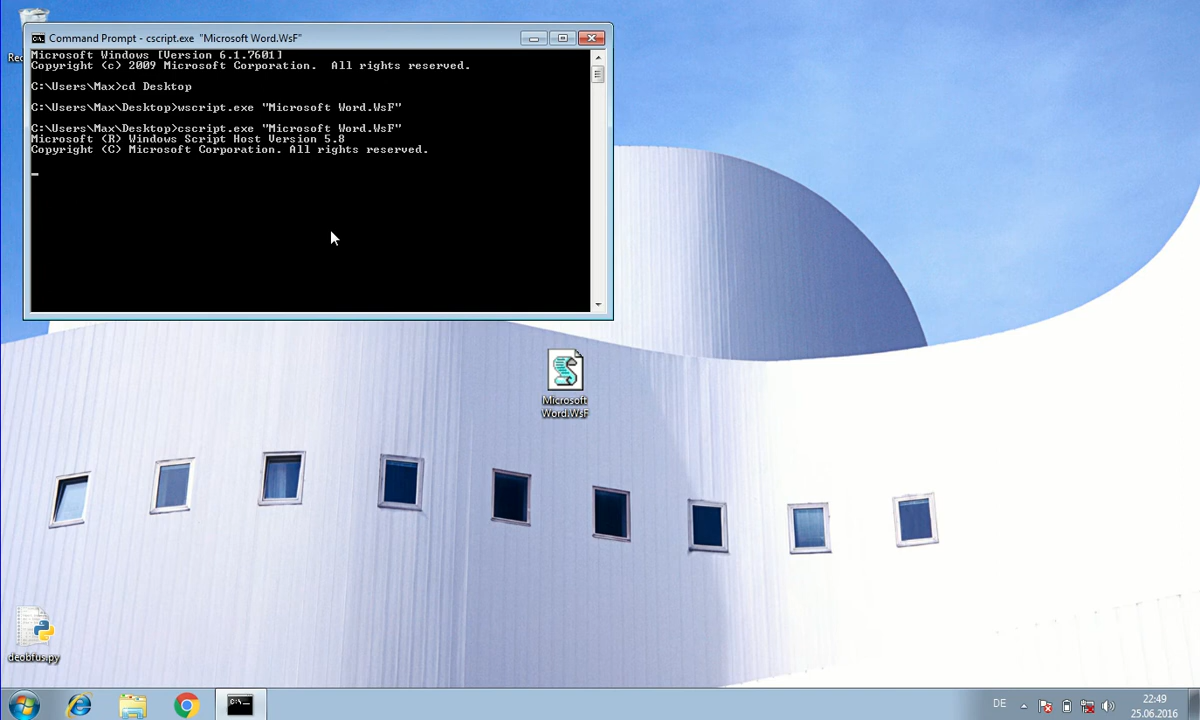 Command Prompt - cscript.exe "Microsoft Word.WsF"
Microsoft Windows [Version 6.1.7601]
Copyright (c) 2009 Microsoft Corporation.  All rights reserved.
C:\Users\Max>cd Desktop
C:\Users\Max\Desktop>wscript.exe "Microsoft Word.WsF"
C:\Users\Max\Desktop>cscript.exe "Microsoft Word.WsF"
Microsoft (R) Windows Script Host Version 5.8
Copyright (C) Microsoft Corporation. All rights reserved.
Rec
Microsoft
Word.WsF
deobfus.py
C:\
DE
22:49
25.06.2016